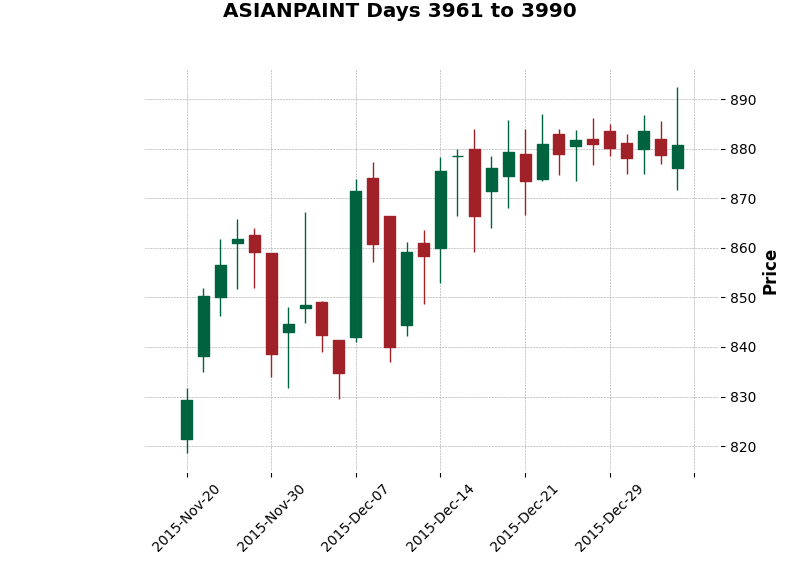 ASIANPAINT Days 3961 to 3990
890
880
870
860
850
840
830
820
Price
2015-Nov-20
2015-Nov-30
2015-Dec-07
2015-Dec-14
2015-Dec-21
2015-Dec-29